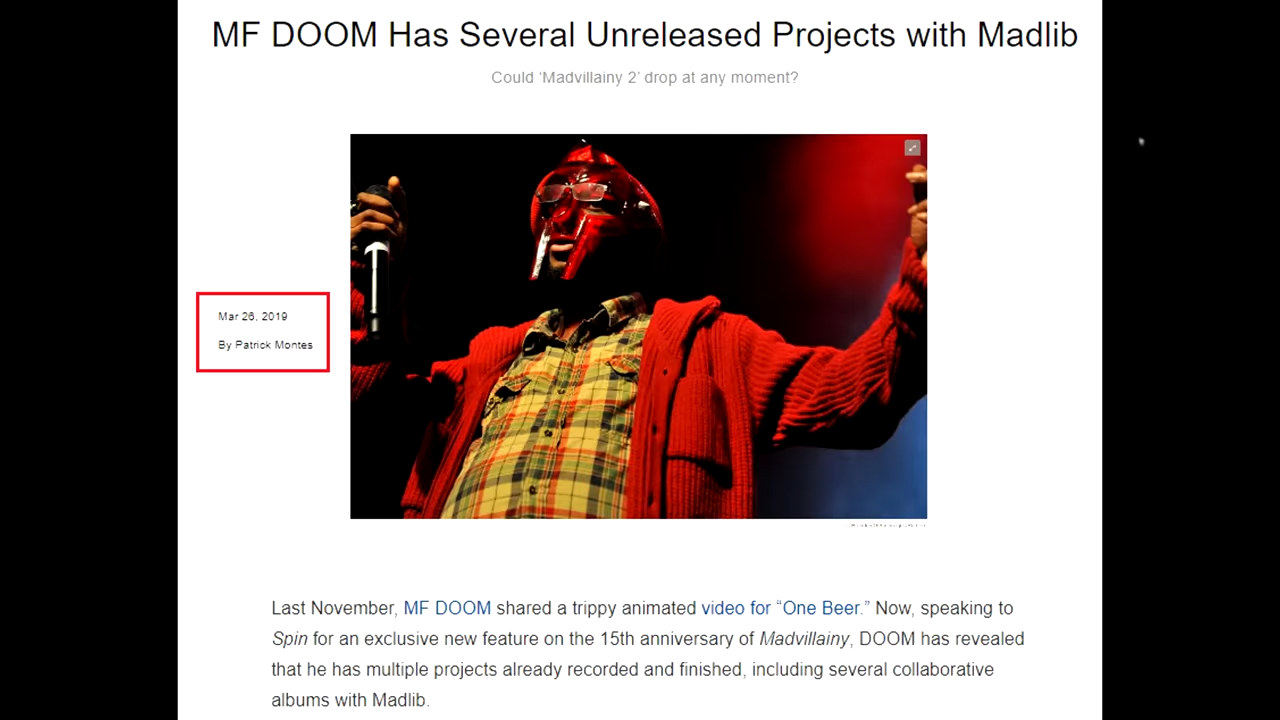 MF DOOM Has Several Unreleased Projects with Madlib
Could ‘Madvillainy 2’ drop at any moment?
Mar 26, 2019
By Patrick Montes
Last November, MF DOOM shared a trippy animated video for “One Beer.” Now, speaking to
Spin for an exclusive new feature on the 15th anniversary of Madvillainy, DOOM has revealed
that he has multiple projects already recorded and finished, including several collaborative
albums with Madlib.